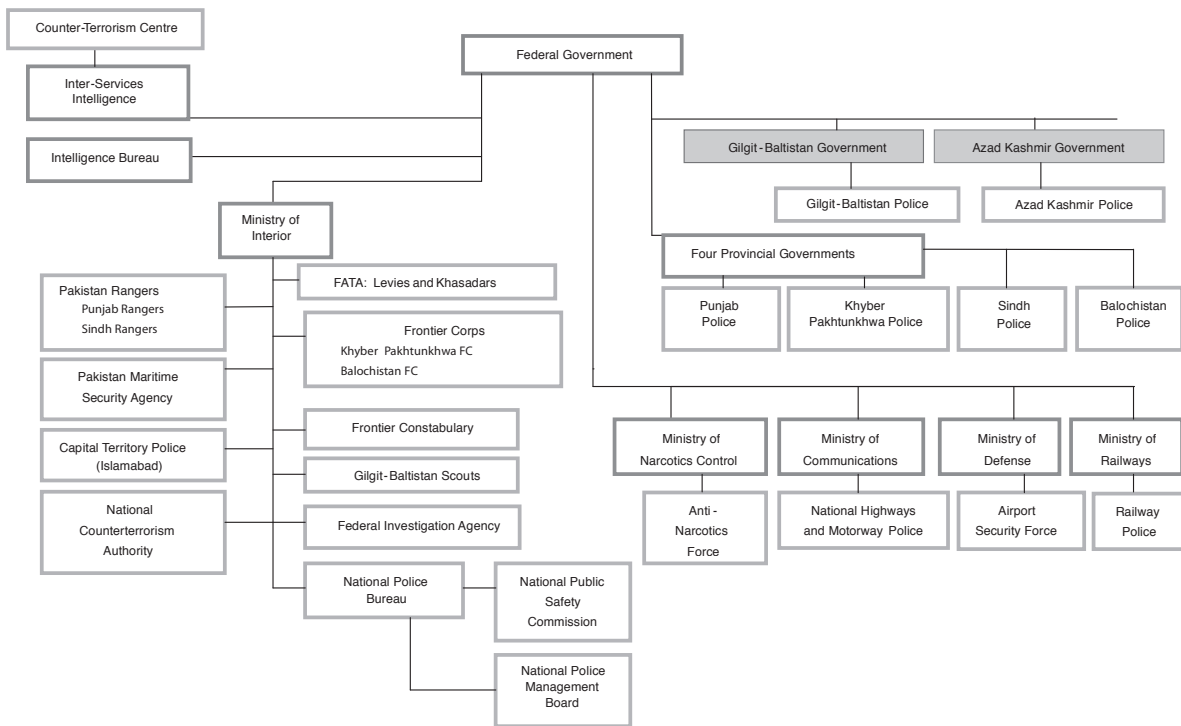 Counter-Terrorism Centre
Federal Government
Inter-Services
Intelligence
Intelligence Bureau
Gilgit-Baltistan Government
Azad Kashmir Government
Gilgit-Baltistan Police
Azad Kashmir Police
Ministry of
Interior
Four Provincial Governments
Punjab
Police
Khyber
Pakhtunkhwa Police
Sindh
Police
Balochistan
Police
Pakistan Rangers
Punjab Rangers
Sindh Rangers
FATA: Levies and Khasadars
Frontier Corps
Khyber Pakhtunkhwa FC
Balochistan FC
Pakistan Maritime
Security Agency
Capital Territory Police
(Islamabad)
Frontier Constabulary
Gilgit-Baltistan Scouts
National
Counterterrorism
Authority
Federal Investigation Agency
National Police
Bureau
National Public
Safety
Commission
National Police
Management
Board
Ministry of
Narcotics Control
Ministry of
Communications
Ministry of
Defense
Ministry of
Railways
Anti-
Narcotics
Force
National Highways
and Motorway Police
Airport
Security Force
Railway
Police